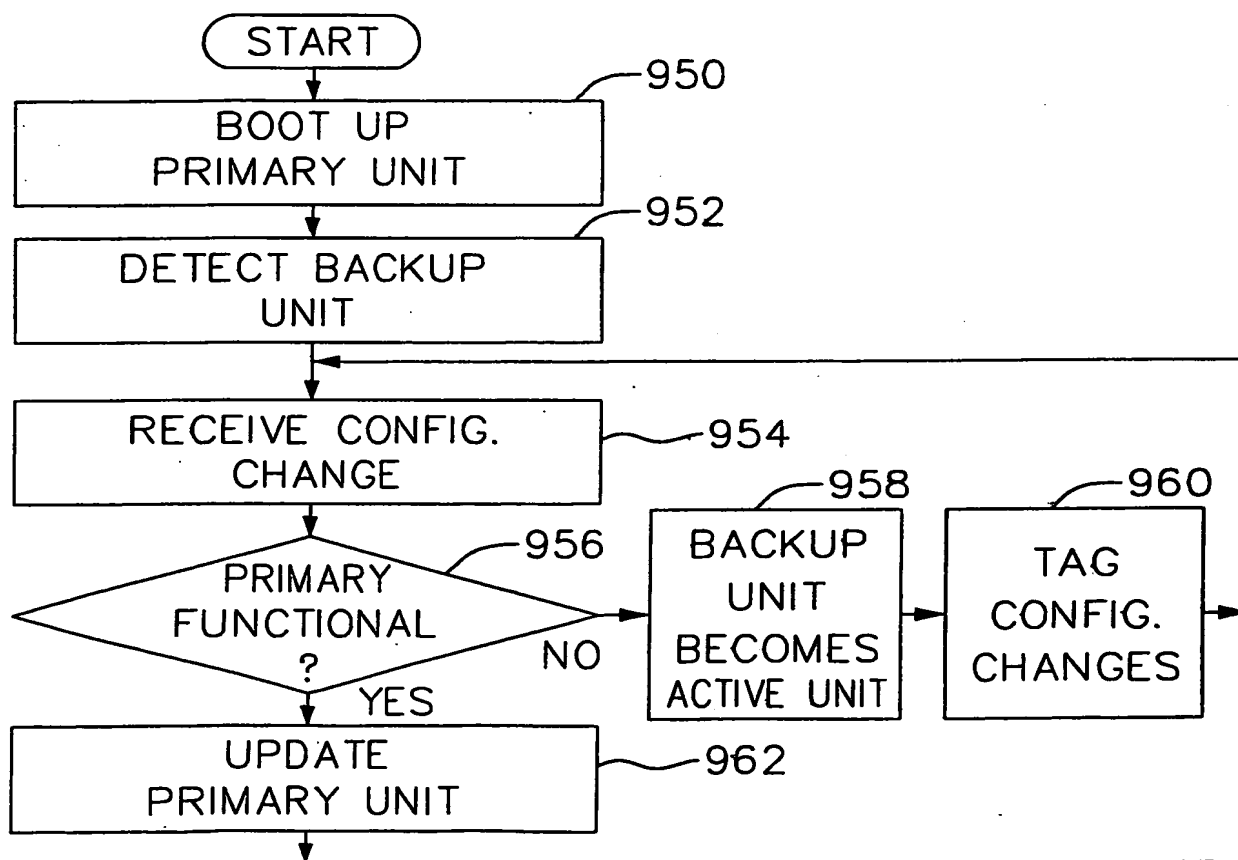 START
950
BOOT UP
PRIMARY UNIT
952
DETECT BACKUP
UNIT
RECEIVE CONFIG.
CHANGE
954
956
PRIMARY
FUNCTIONAL
?
NO
YES
958
BACKUP
UNIT
BECOMES
ACTIVE UNIT
960
TAG
CONFIG.
CHANGES
UPDATE
PRIMARY UNIT
962